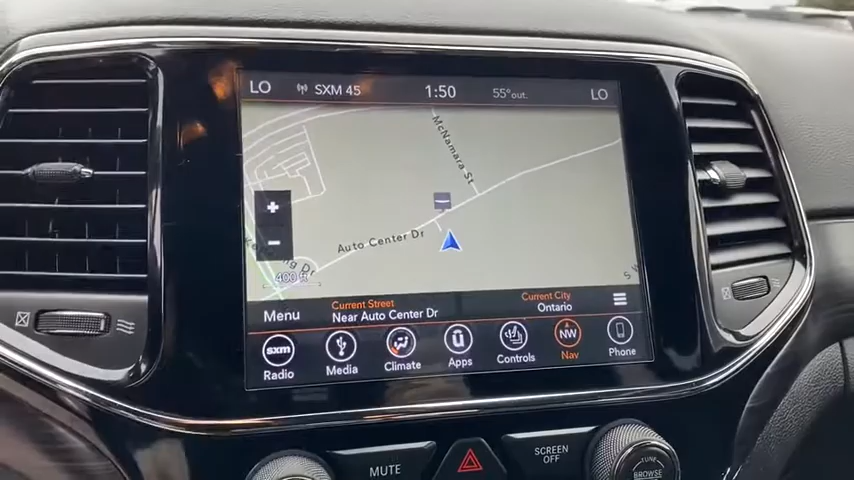 LO SXM 45 1:50 55°out. LO
McNamara St
Auto Center Dr
400 ft
Menu
Current Street
Near Auto Center Dr
Current City
Ontario
sxm
Radio
Media
Climate
Apps
Controls
NW
Nav
Phone
MUTE
SCREEN
OFF
TUNE
BROWSE